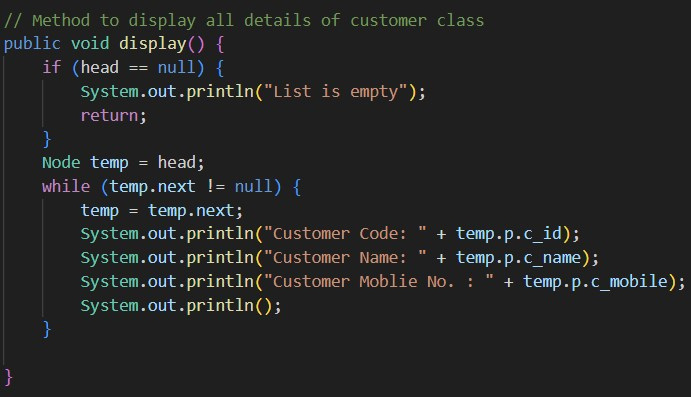 // Method to display all details of customer class
public void display() {
    if (head == null) {
        System.out.println("List is empty");
        return;
    }
    Node temp = head;
    while (temp.next != null) {
        temp = temp.next;
        System.out.println("Customer Code: " + temp.p.c_id);
        System.out.println("Customer Name: " + temp.p.c_name);
        System.out.println("Customer Moblie No. : " + temp.p.c_mobile);
        System.out.println();
    }
}